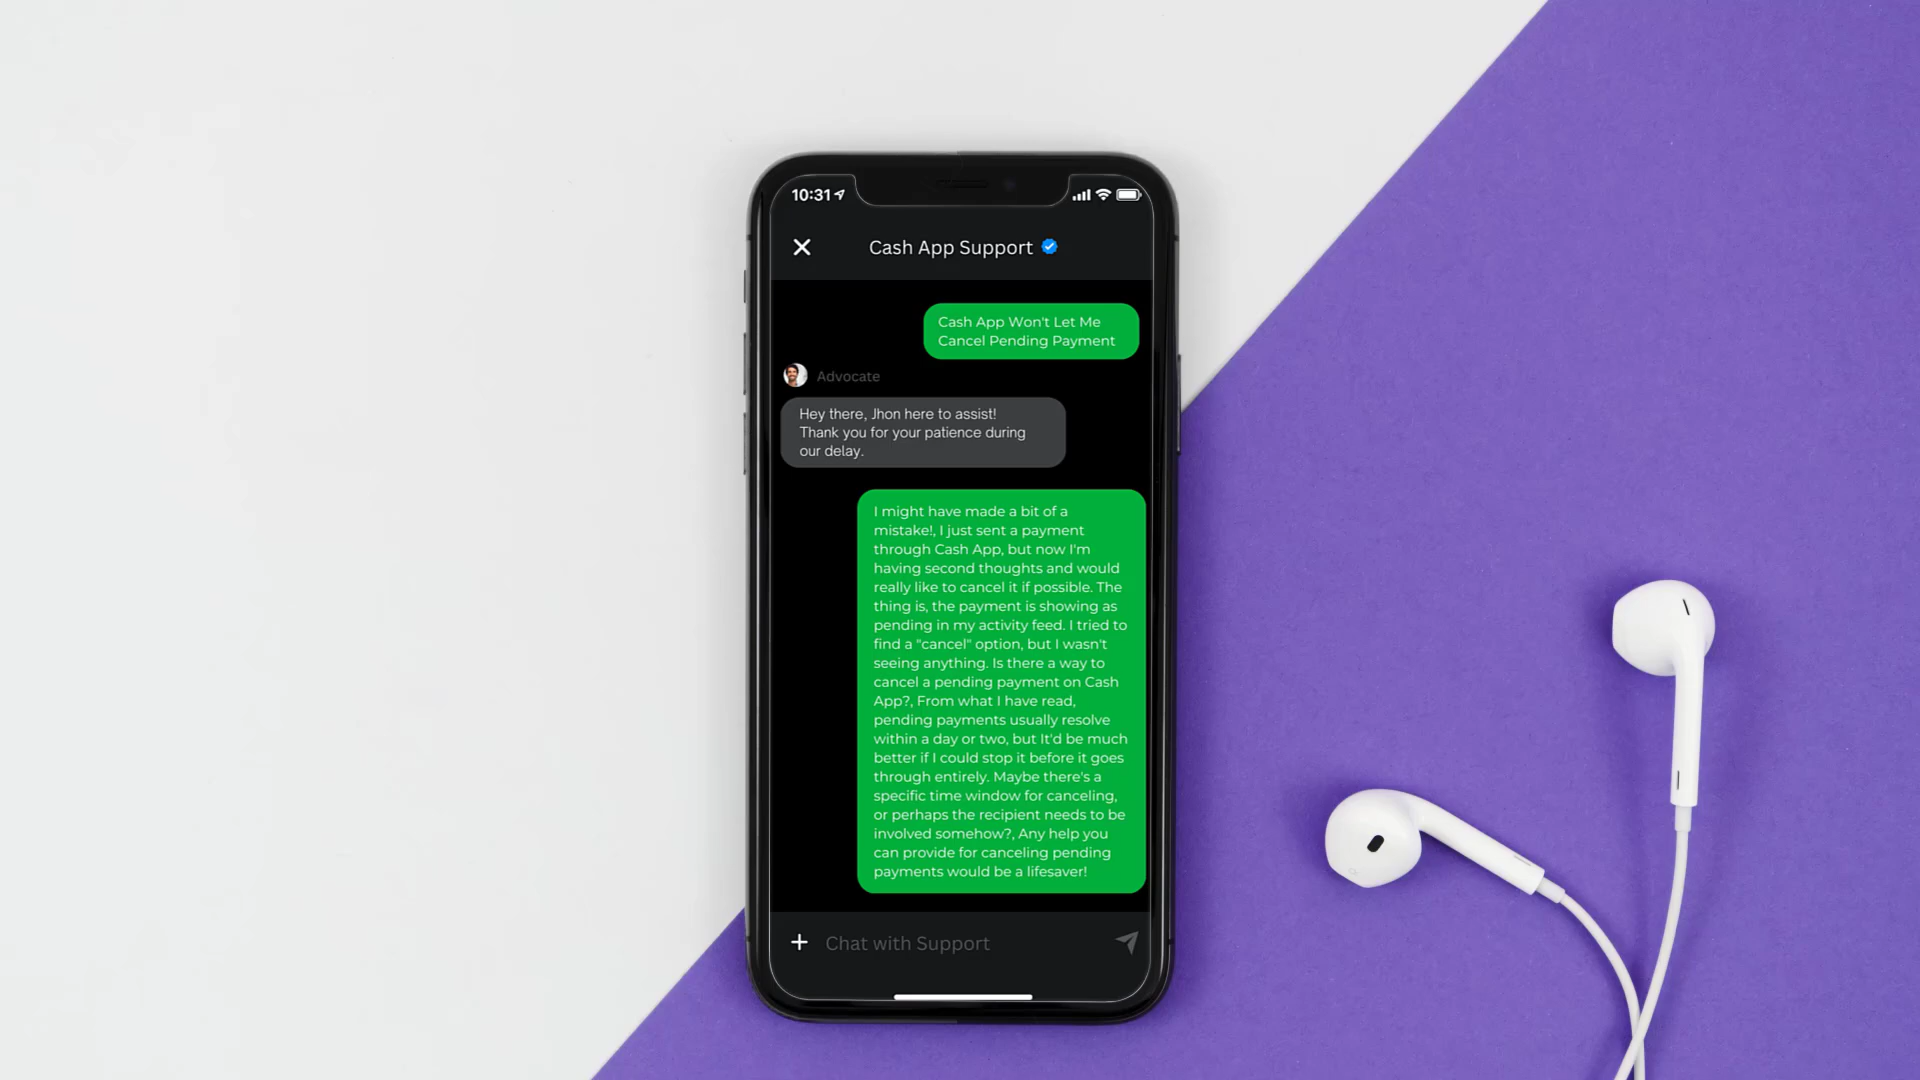 10:31
Cash App Support
Cash App Won't Let Me
Cancel Pending Payment
Advocate
Hey there, Jhon here to assist!
Thank you for your patience during
our delay.
I might have made a bit of a
mistake!, I just sent a payment
through Cash App, but now I'm
having second thoughts and would
really like to cancel it if possible. The
thing is, the payment is showing as
pending in my activity feed. I tried to
find a "cancel" option, but I wasn't
seeing anything. Is there a way to
cancel a pending payment on Cash
App?, From what I have read,
pending payments usually resolve
within a day or two, but It'd be much
better if I could stop it before it goes
through entirely. Maybe there's a
specific time window for canceling,
or perhaps the recipient needs to be
involved somehow?, Any help you
can provide for canceling pending
payments would be a lifesaver!
Chat with Support